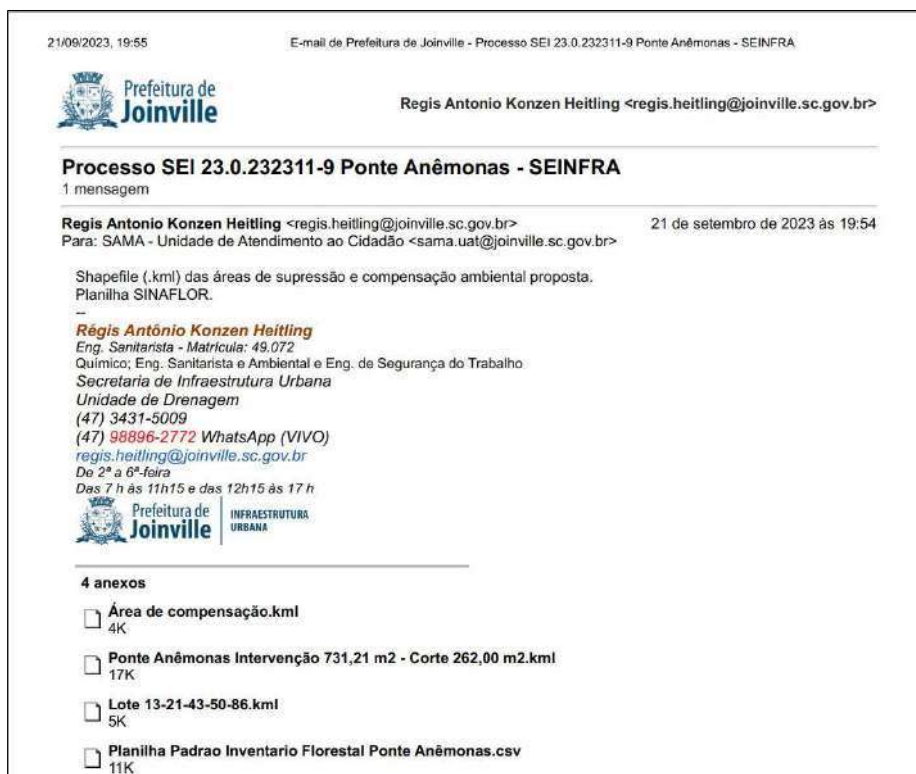 21/09/2023, 19:55 E-mail de Prefeitura de Joinville - Processo SEI 23.0.232311-9 Ponte Anêmonas - SEINFRA
Prefeitura de
Joinville
Regis Antonio Konzen Heitling <regis.heitling@joinville.sc.gov.br>
Processo SEI 23.0.232311-9 Ponte Anêmonas - SEINFRA
1 mensagem
Regis Antonio Konzen Heitling <regis.heitling@joinville.sc.gov.br> 21 de setembro de 2023 às 19:54
Para: SAMA - Unidade de Atendimento ao Cidadão <sama.uat@joinville.sc.gov.br>
Shapefile (.kml) das áreas de supressão e compensação ambiental proposta.
Planilha SINAFLOR.
--
Régis Antônio Konzen Heitling
Eng. Sanitarista - Matrícula: 49.072
Químico; Eng. Sanitarista e Ambiental e Eng. de Segurança do Trabalho
Secretaria de Infraestrutura Urbana
Unidade de Drenagem
(47) 3431-5009
(47) 98896-2772 WhatsApp (VIVO)
regis.heitling@joinville.sc.gov.br
De 2ª a 6ª-feira
Das 7 h às 11h15 e das 12h15 às 17 h
Prefeitura de
Joinville
INFRAESTRUTURA
URBANA
4 anexos
Área de compensação.kml
4K
Ponte Anêmonas Intervenção 731,21 m2 - Corte 262,00 m2.kml
17K
Lote 13-21-43-50-86.kml
5K
Planilha Padrao Inventario Florestal Ponte Anêmonas.csv
11K